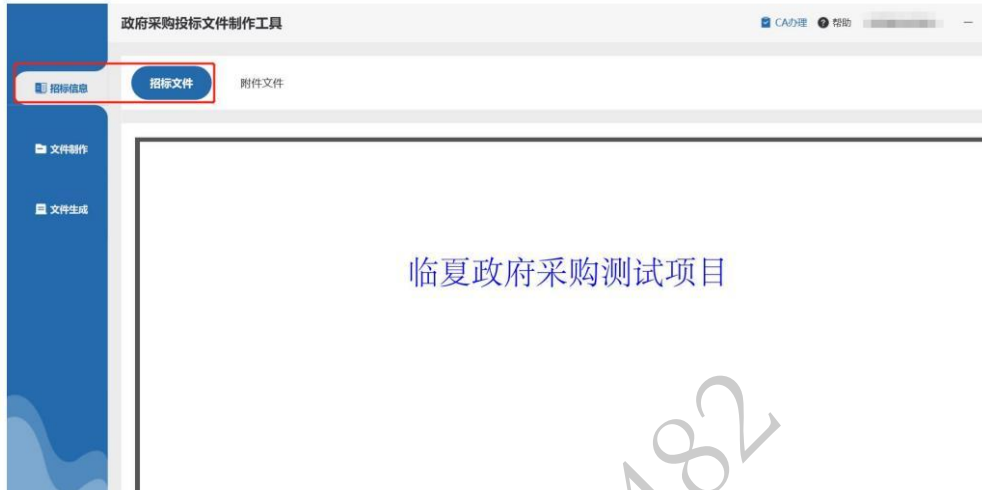 政府采购投标文件制作工具
CA办理 帮助
招标信息
招标文件 附件文件
文件制作
文件生成
临夏政府采购测试项目
482